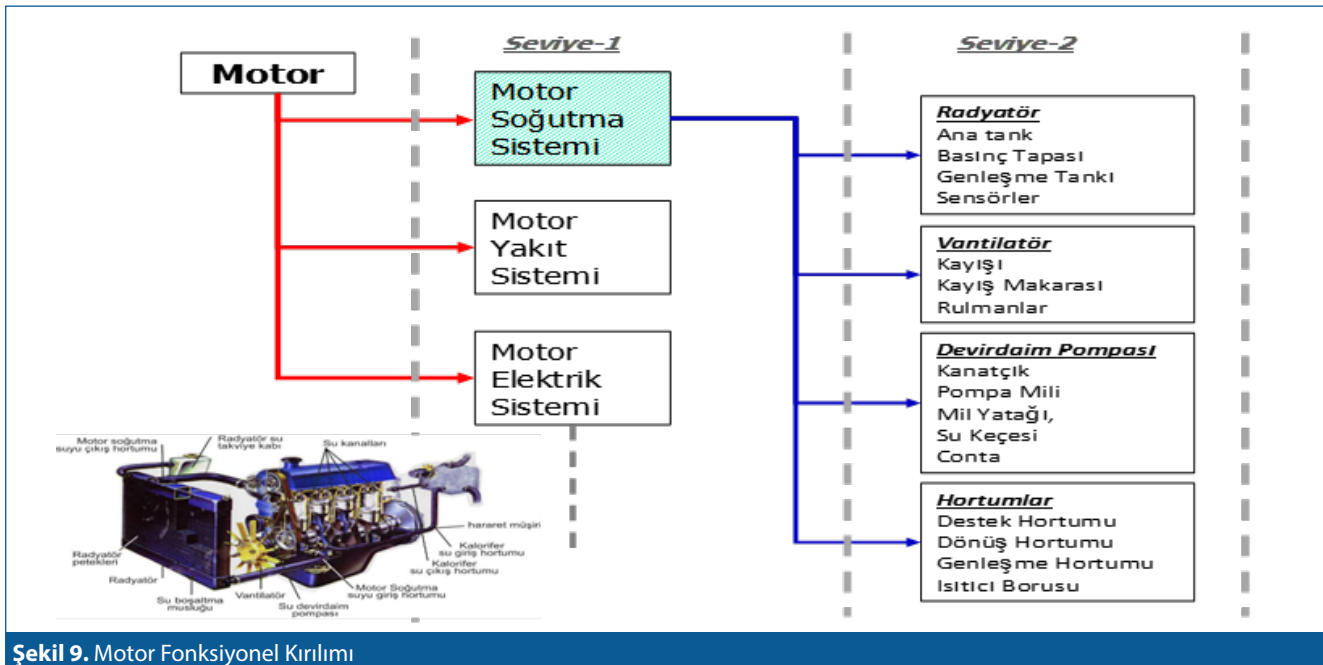 Seviye-1
Seviye-2
Motor
Motor
Soğutma
Sistemi
Motor
Yakıt
Sistemi
Motor
Elektrik
Sistemi
Radyatör
Ana tank
Basınç Tapası
Genleşme Tankı
Sensörler
Vantilatör
Kayışı
Kayış Makarası
Rulmanlar
Devirdaim Pompası
Kanatçik
Pompa Mili
Mil Yatağı,
Su Keçesi
Conta
Hortumlar
Destek Hortumu
Dönüş Hortumu
Genleşme Hortumu
Isitici Borusu
Motor soğutma
suyu çıkış hortumu
Radyatör su
takviye kabı
Su kanalları
hararet müşiri
Kalorifer
su giriş hortumu
Kalorifer
su çıkış hortumu
Motor Soğutma
suyu giriş hortumu
Su devirdaim
pompası
Vantilatör
Su boşaltma
musluğu
Radyatör
Radyatör
petekleri
Şekil 9. Motor Fonksiyonel Kırılımı